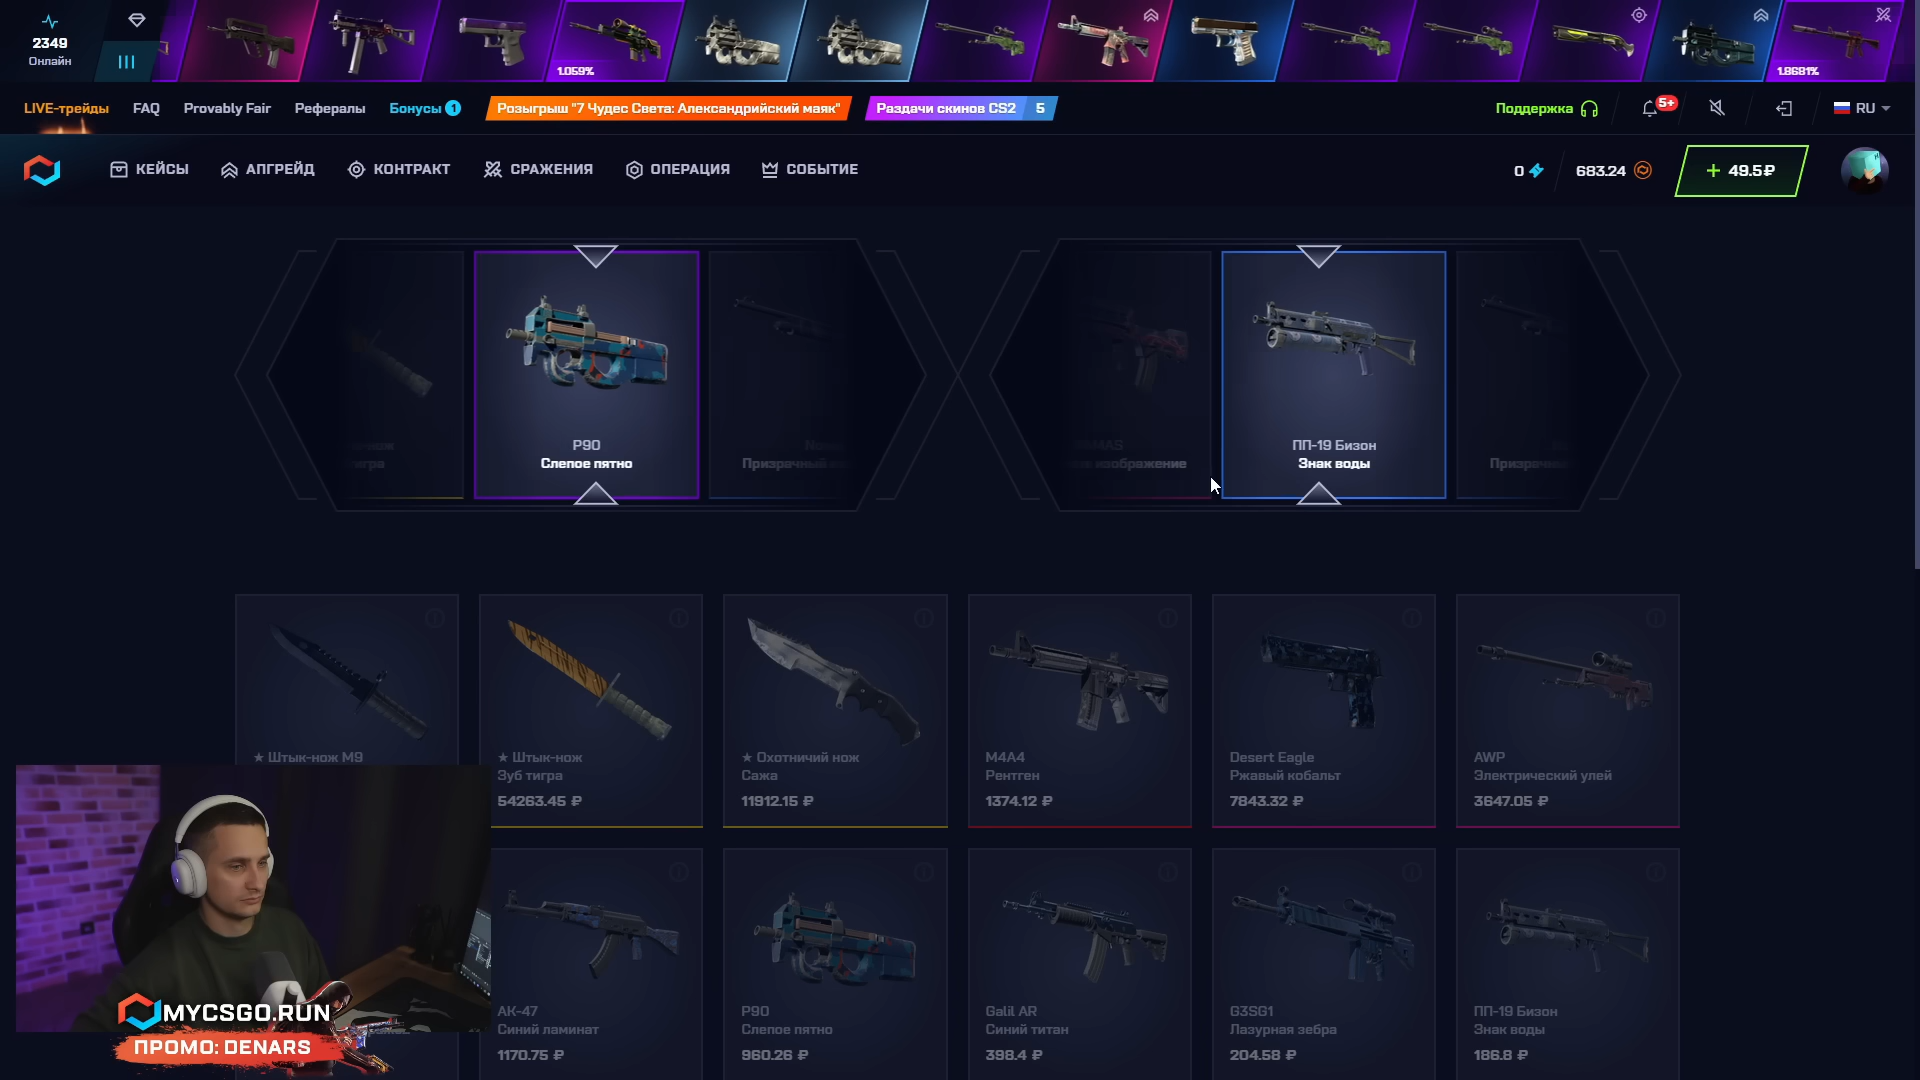 2349
Онлайн
1.059%
1.8681%
LIVE-трейды
FAQ
Provably Fair
Рефералы
Бонусы 1
Розыгрыш "7 Чудес Света: Александрийский маяк"
Раздачи скинов CS2 5
Поддержка
5+
RU
КЕЙСЫ
АПГРЕЙД
КОНТРАКТ
СРАЖЕНИЯ
ОПЕРАЦИЯ
СОБЫТИЕ
0
683.24
+ 49.5 ₽
P90
Слепое пятно
Призрачный
изображение
ПП-19 Бизон
Знак воды
★ Штык-нож M9
★ Штык-нож
Зуб тигра
54263.45 ₽
★ Охотничий нож
Сажа
11912.15 ₽
M4A4
Рентген
1374.12 ₽
Desert Eagle
Ржавый кобальт
7843.32 ₽
AWP
Электрический улей
3647.05 ₽
AK-47
Синий ламинат
1170.75 ₽
P90
Слепое пятно
960.26 ₽
Galil AR
Синий титан
398.4 ₽
G3SG1
Лазурная зебра
204.58 ₽
ПП-19 Бизон
Знак воды
186.8 ₽
MYCSGO.RUN
ПРОМО: DENARS